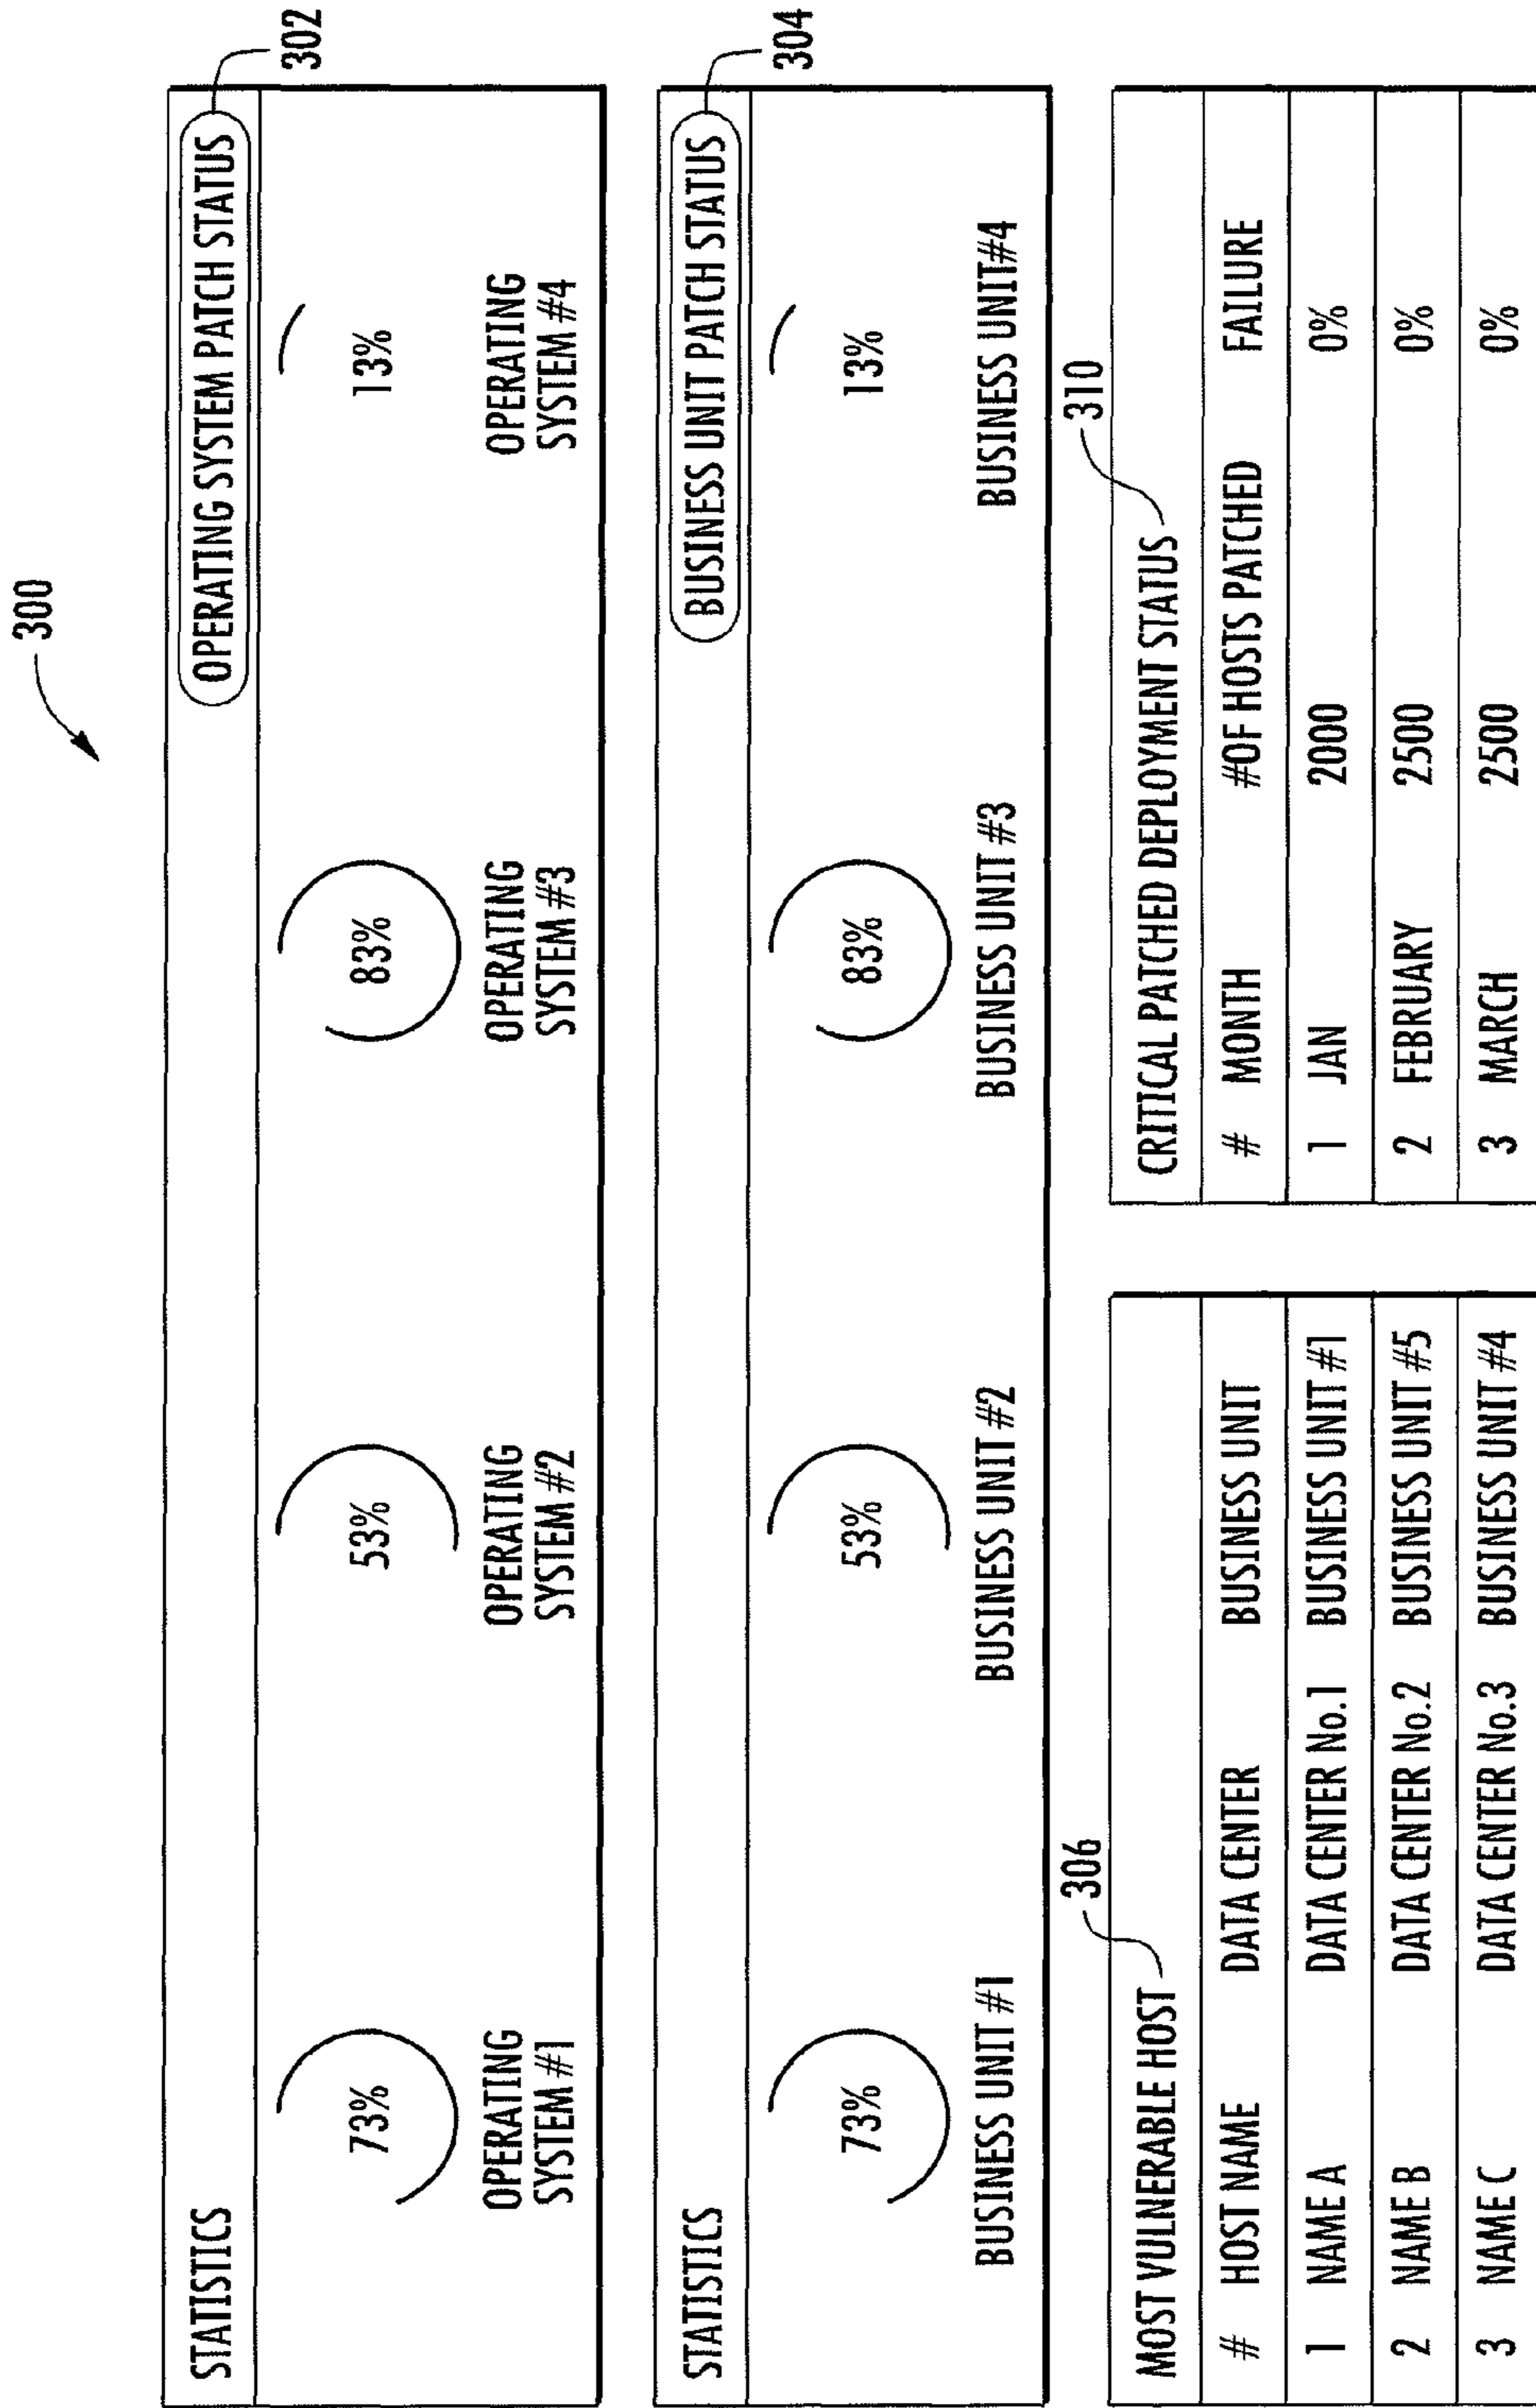 300
STATISTICS
OPERATING SYSTEM PATCH STATUS
302
73%
53%
83%
13%
OPERATING
SYSTEM #1
OPERATING
SYSTEM #2
OPERATING
SYSTEM #3
OPERATING
SYSTEM #4
STATISTICS
BUSINESS UNIT PATCH STATUS
304
73%
53%
83%
13%
BUSINESS UNIT #1
BUSINESS UNIT #2
BUSINESS UNIT #3
BUSINESS UNIT#4
306
MOST VULNERABLE HOST
# HOST NAME DATA CENTER BUSINESS UNIT
1 NAME A DATA CENTER No.1 BUSINESS UNIT #1
2 NAME B DATA CENTER No.2 BUSINESS UNIT #5
3 NAME C DATA CENTER No.3 BUSINESS UNIT #4
310
CRITICAL PATCHED DEPLOYMENT STATUS
# MONTH #OF HOSTS PATCHED FAILURE
1 JAN 2000 0%
2 FEBRUARY 2500 0%
3 MARCH 2500 0%